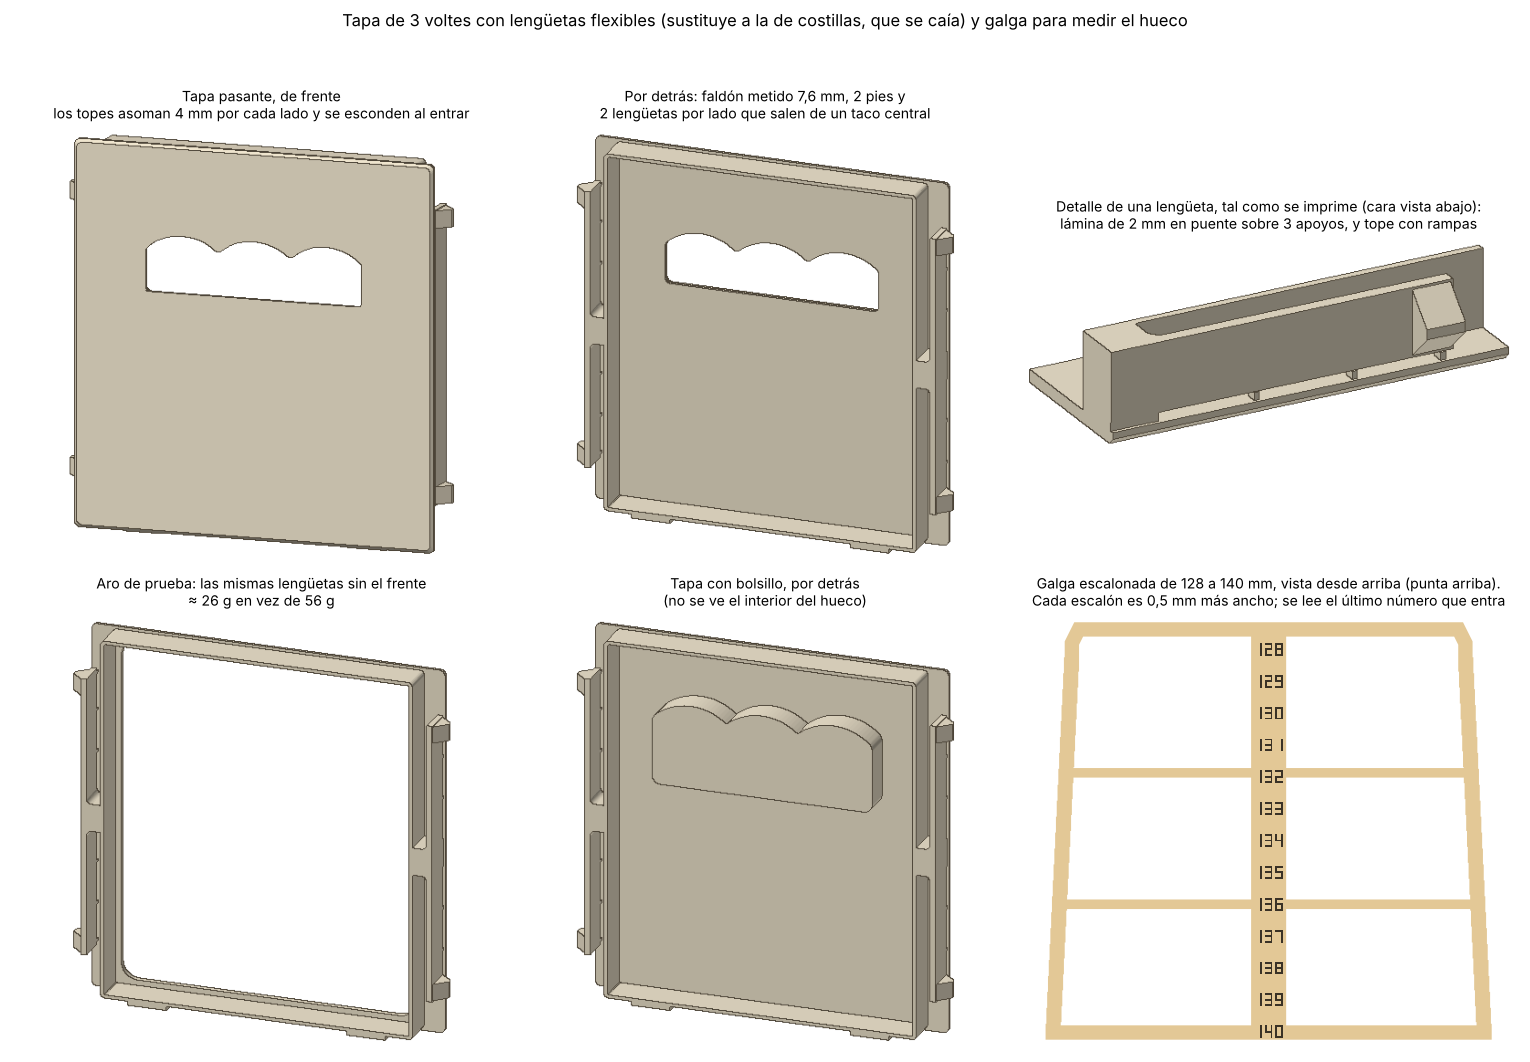 Tapa de 3 voltes con lengüetas flexibles (sustituye a la de costillas, que se caía) y galga para medir el hueco
Tapa pasante, de frente
los topes asoman 4 mm por cada lado y se esconden al entrar
Por detrás: faldón metido 7,6 mm, 2 pies y
2 lengüetas por lado que salen de un taco central
Detalle de una lengüeta, tal como se imprime (cara vista abajo):
lámina de 2 mm en puente sobre 3 apoyos, y tope con rampas
Aro de prueba: las mismas lengüetas sin el frente
≈ 26 g en vez de 56 g
Tapa con bolsillo, por detrás
(no se ve el interior del hueco)
Galga escalonada de 128 a 140 mm, vista desde arriba (punta arriba).
Cada escalón es 0,5 mm más ancho; se lee el último número que entra
128
129
130
131
132
133
134
135
136
137
138
139
140